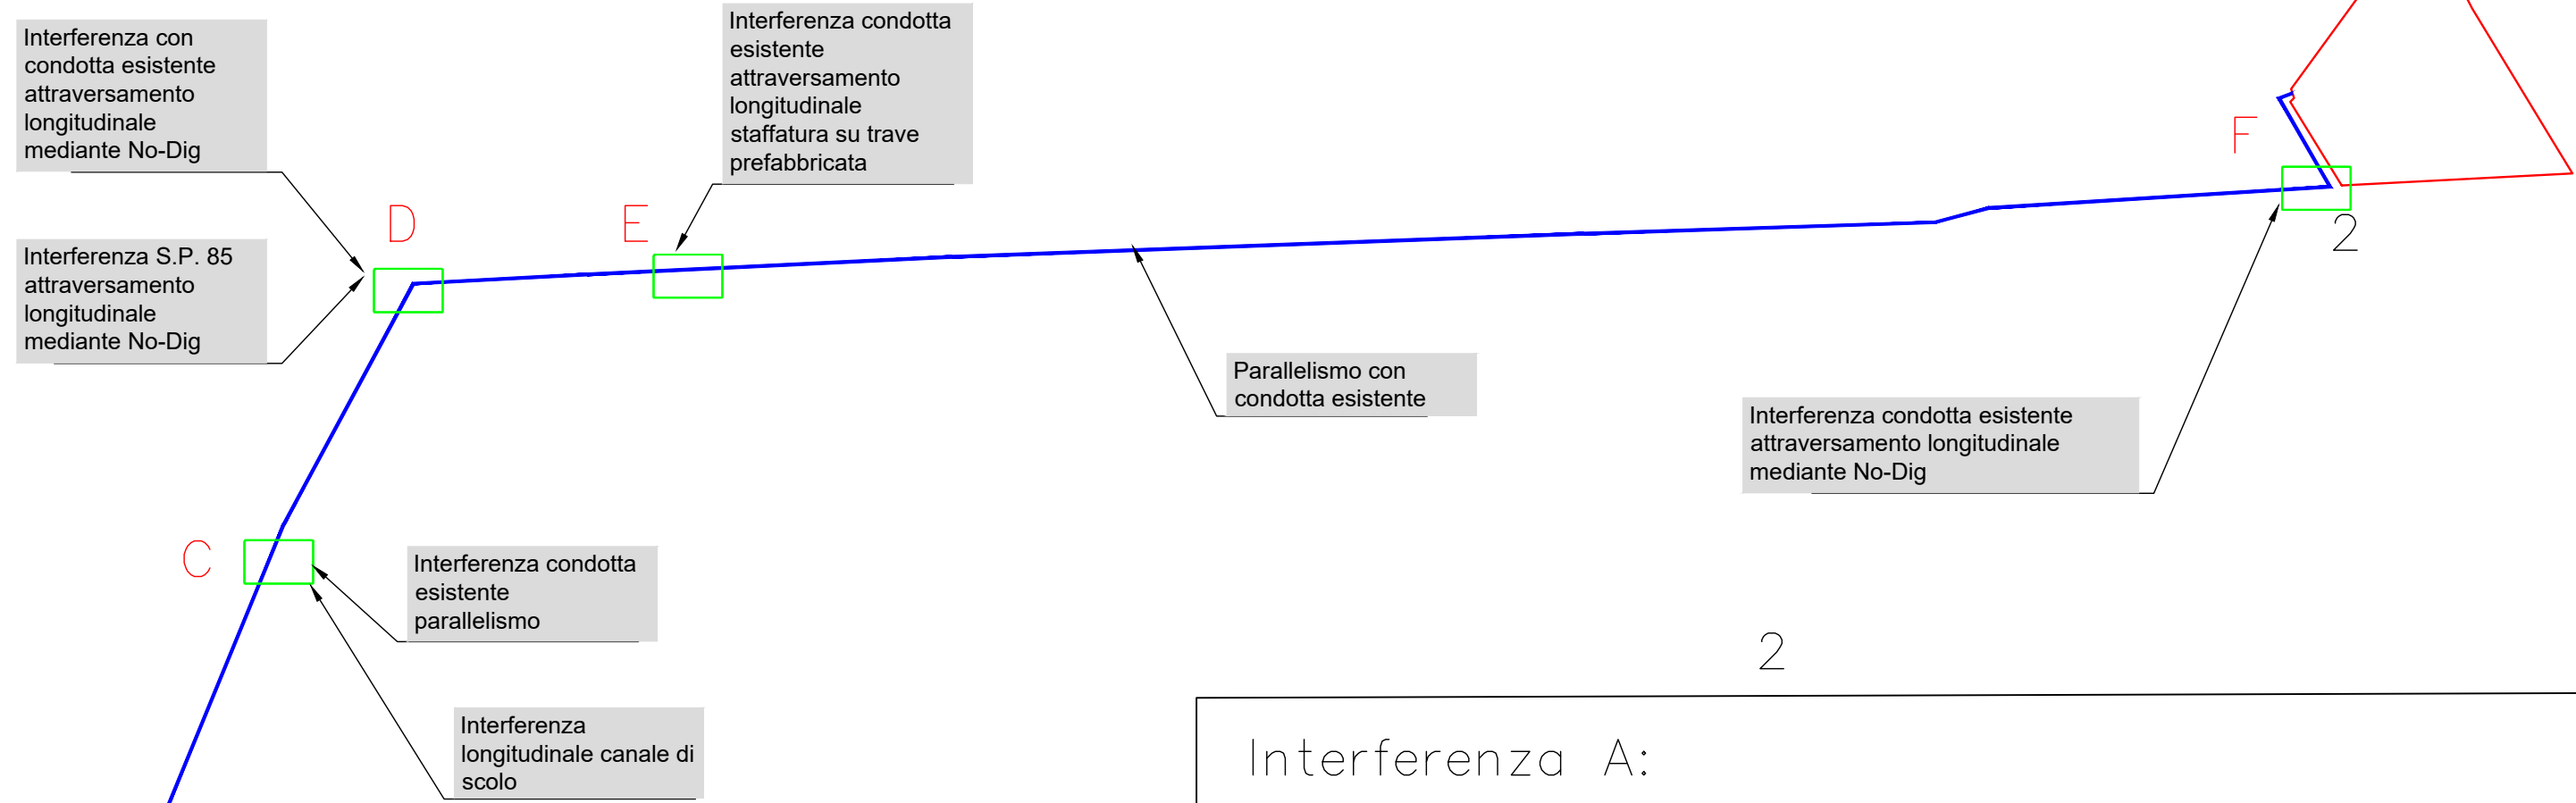 Interferenza con
condotta esistente
attraversamento
longitudinale
mediante No-Dig
Interferenza condotta
esistente
attraversamento
longitudinale
staffatura su trave
prefabbricata
F
D
E
2
Interferenza S.P. 85
attraversamento
longitudinale
mediante No-Dig
Parallelismo con
condotta esistente
Interferenza condotta esistente
attraversamento longitudinale
mediante No-Dig
C
Interferenza condotta
esistente
parallelismo
2
Interferenza
longitudinale canale di
scolo
Interferenza A: